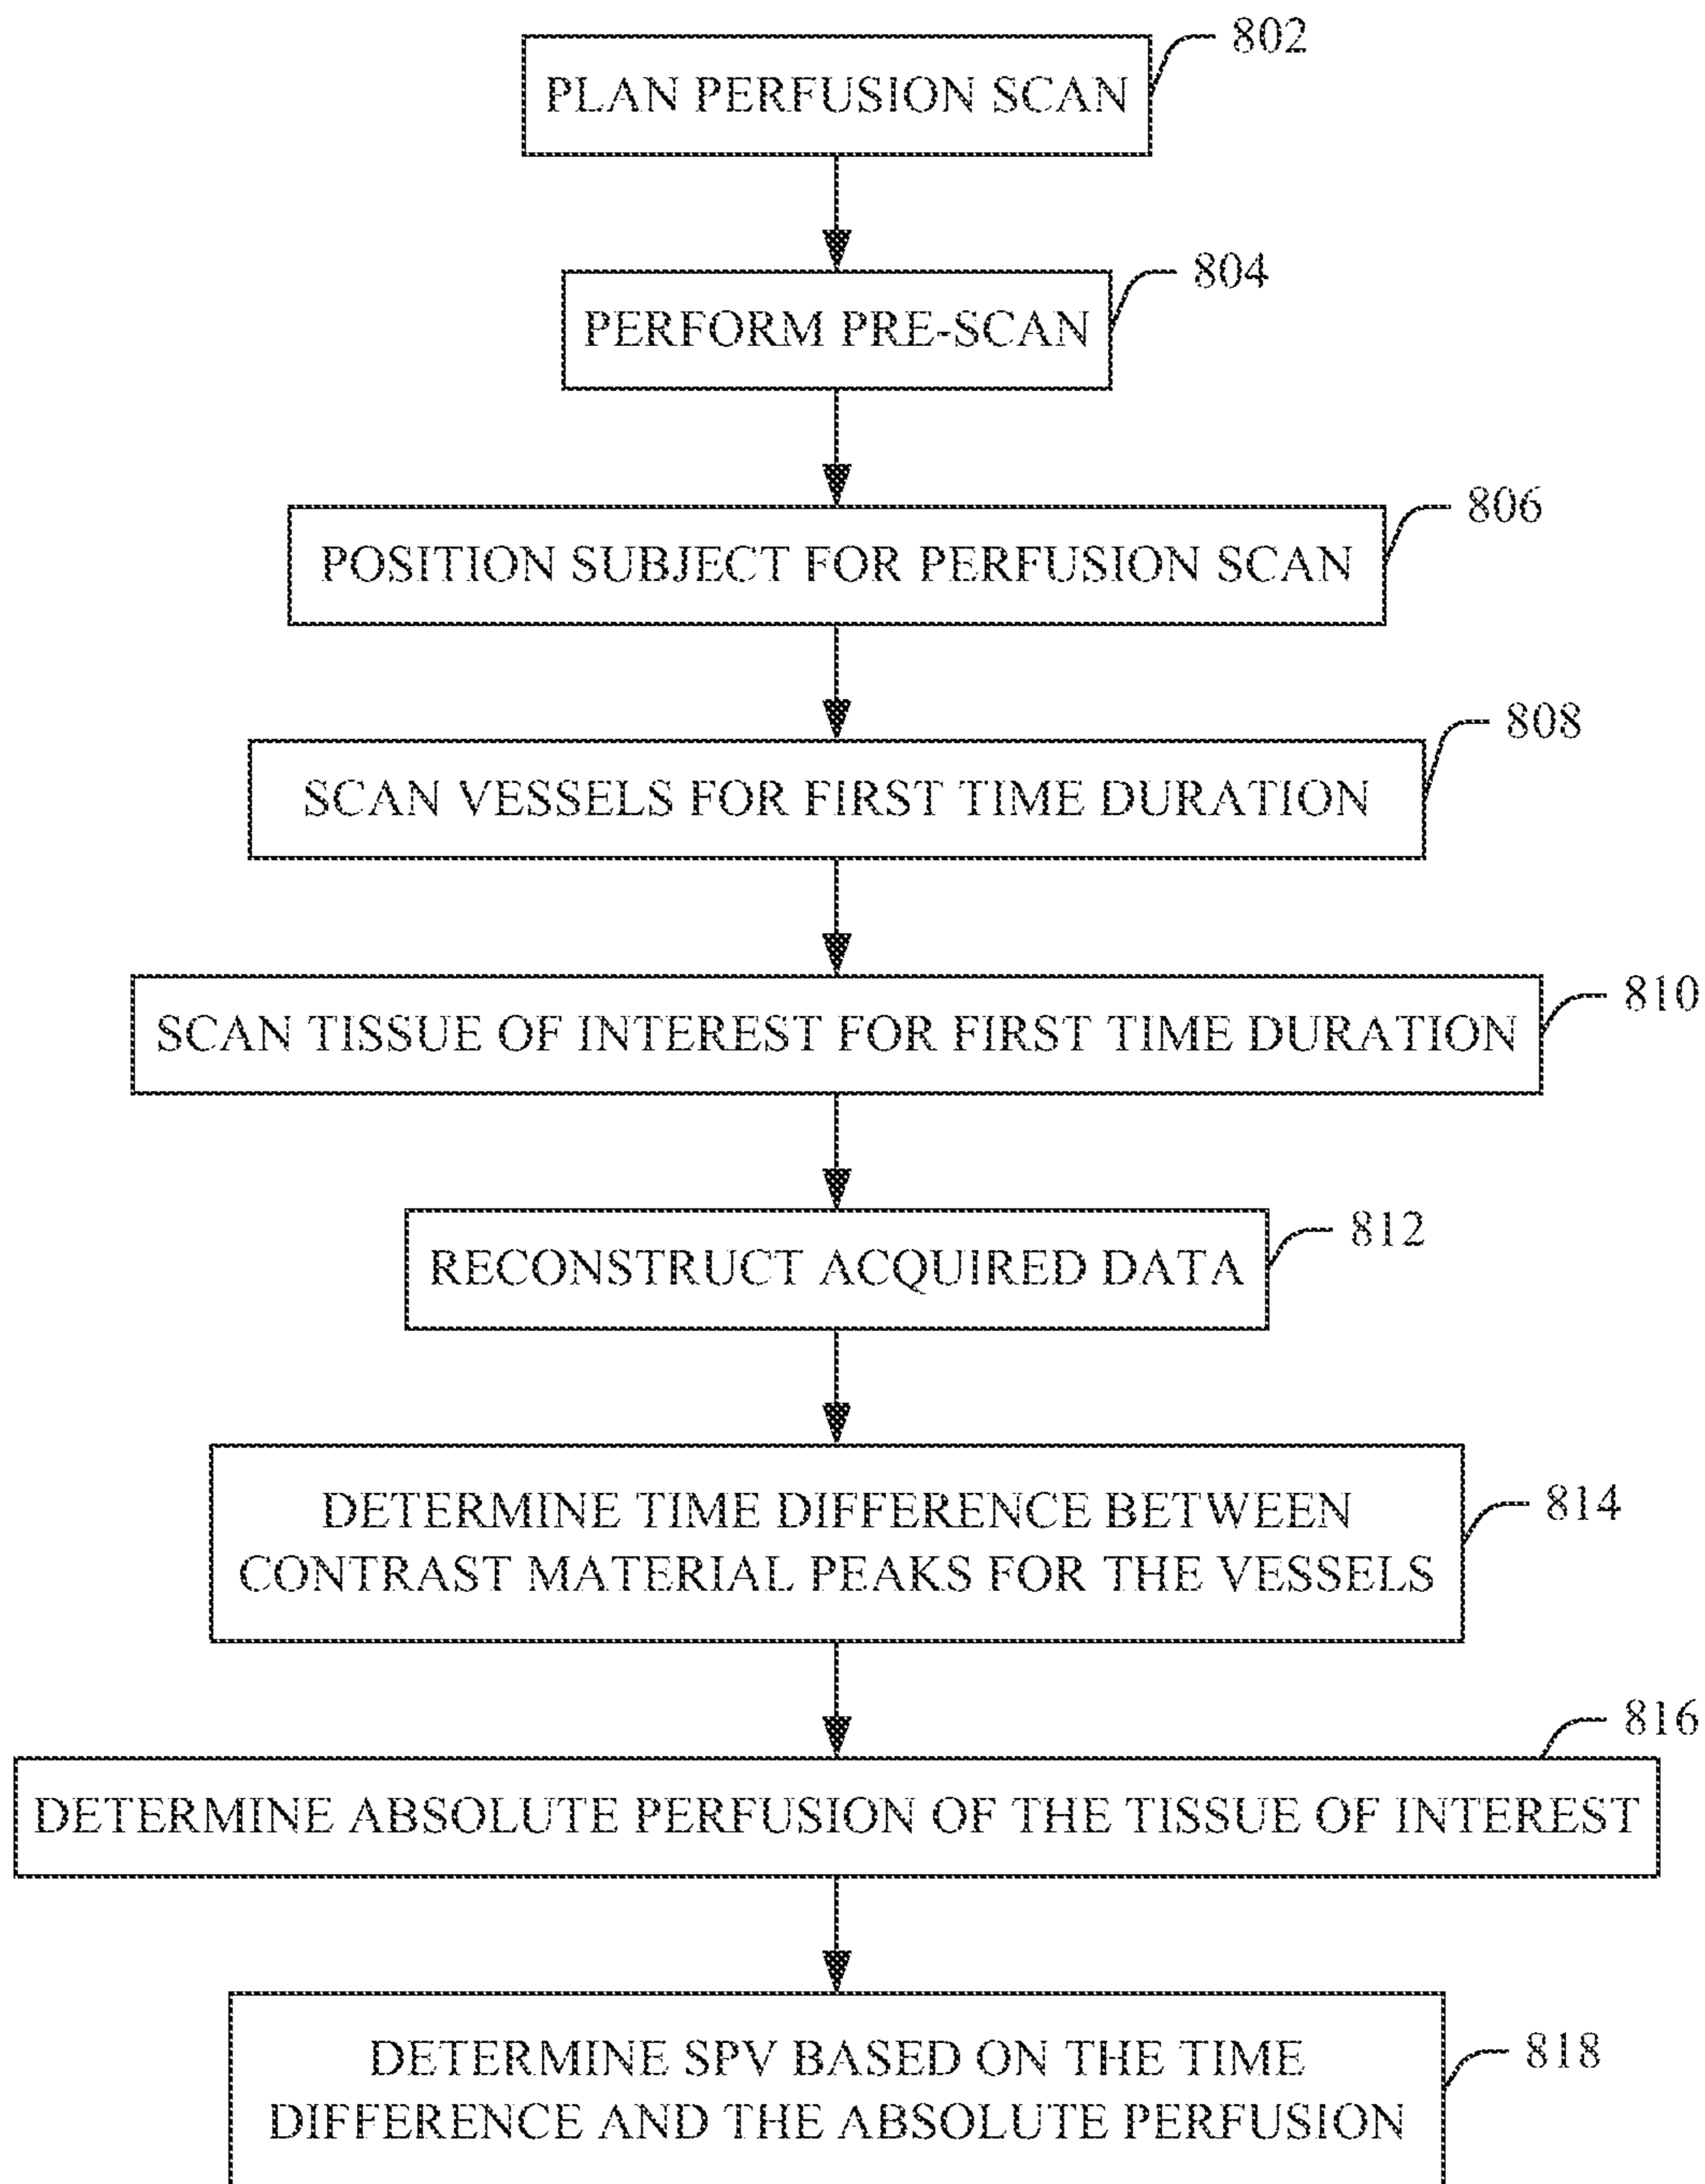 802
PLAN PERFUSION SCAN
804
PERFORM PRE-SCAN
806
POSITION SUBJECT FOR PERFUSION SCAN
808
SCAN VESSELS FOR FIRST TIME DURATION
810
SCAN TISSUE OF INTEREST FOR FIRST TIME DURATION
812
RECONSTRUCT ACQUIRED DATA
814
DETERMINE TIME DIFFERENCE BETWEEN
CONTRAST MATERIAL PEAKS FOR THE VESSELS
816
DETERMINE ABSOLUTE PERFUSION OF THE TISSUE OF INTEREST
818
DETERMINE SPV BASED ON THE TIME
DIFFERENCE AND THE ABSOLUTE PERFUSION